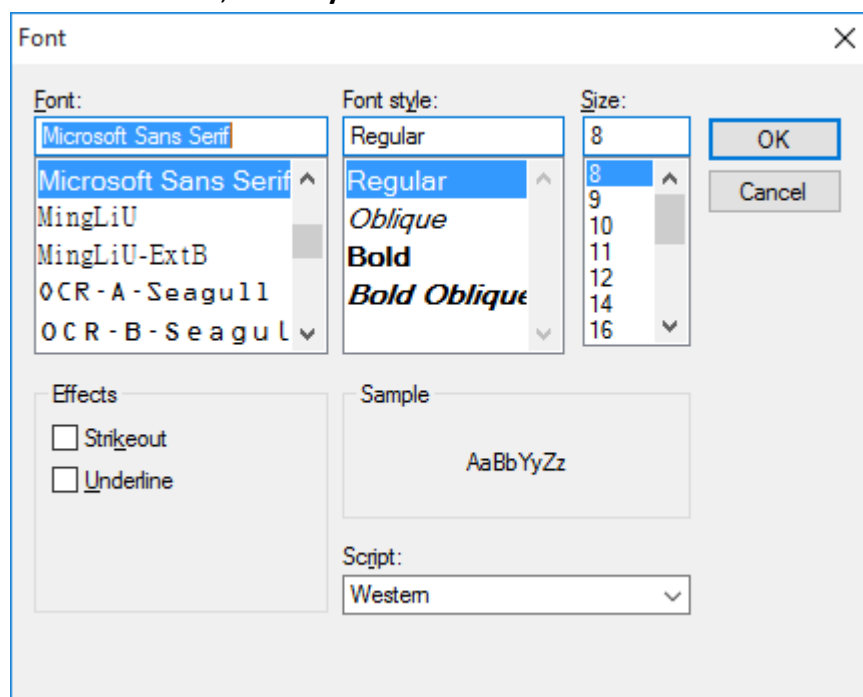 Font
Font:
Microsoft Sans Serif
Microsoft Sans Serif
MingLiU
MingLiU-ExtB
OCR-A-Seagull
OCR-B-Seagul
Font style:
Regular
Regular
Oblique
Bold
Bold Oblique
Size:
8
8
9
10
11
12
14
16
OK
Cancel
Effects
Strikeout
Underline
Sample
AaBbYyZz
Script:
Western